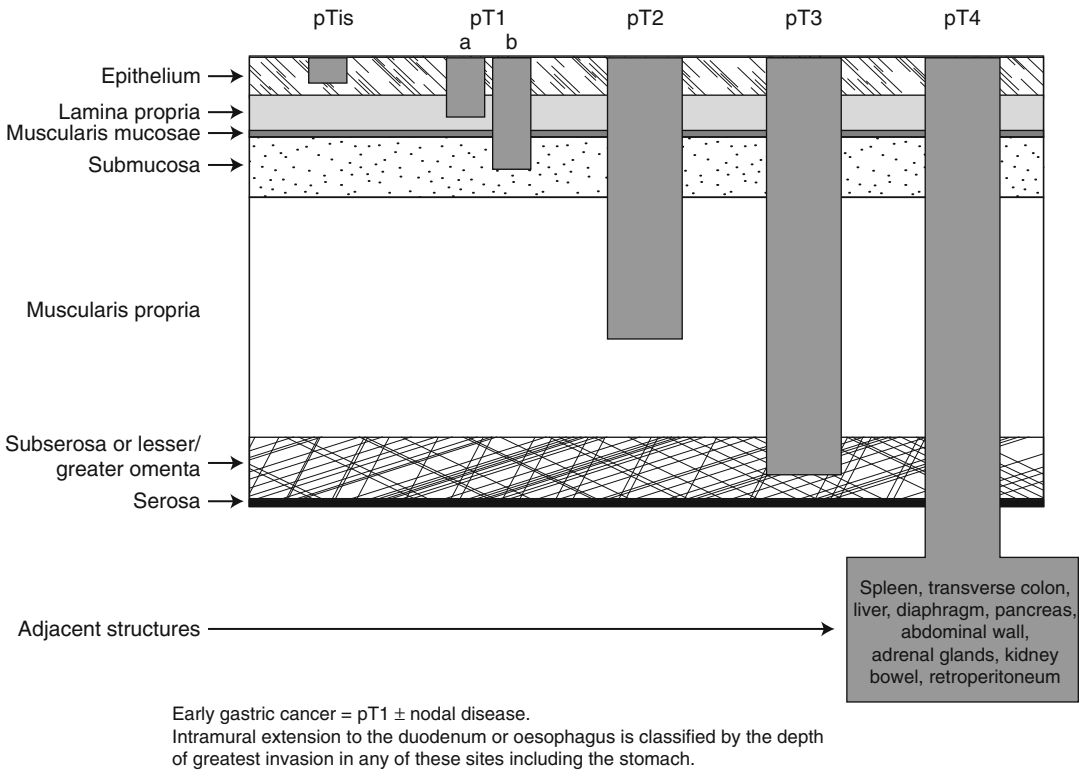 pTis pT1 pT2 pT3 pT4
a b
Epithelium
Lamina propria
Muscularis mucosae
Submucosa
Muscularis propria
Subserosa or lesser/
greater omenta
Serosa
Adjacent structures
Spleen, transverse colon,
liver, diaphragm, pancreas,
abdominal wall,
adrenal glands, kidney
bowel, retroperitoneum
Early gastric cancer = pT1 ± nodal disease.
Intramural extension to the duodenum or oesophagus is classified by the depth
of greatest invasion in any of these sites including the stomach.